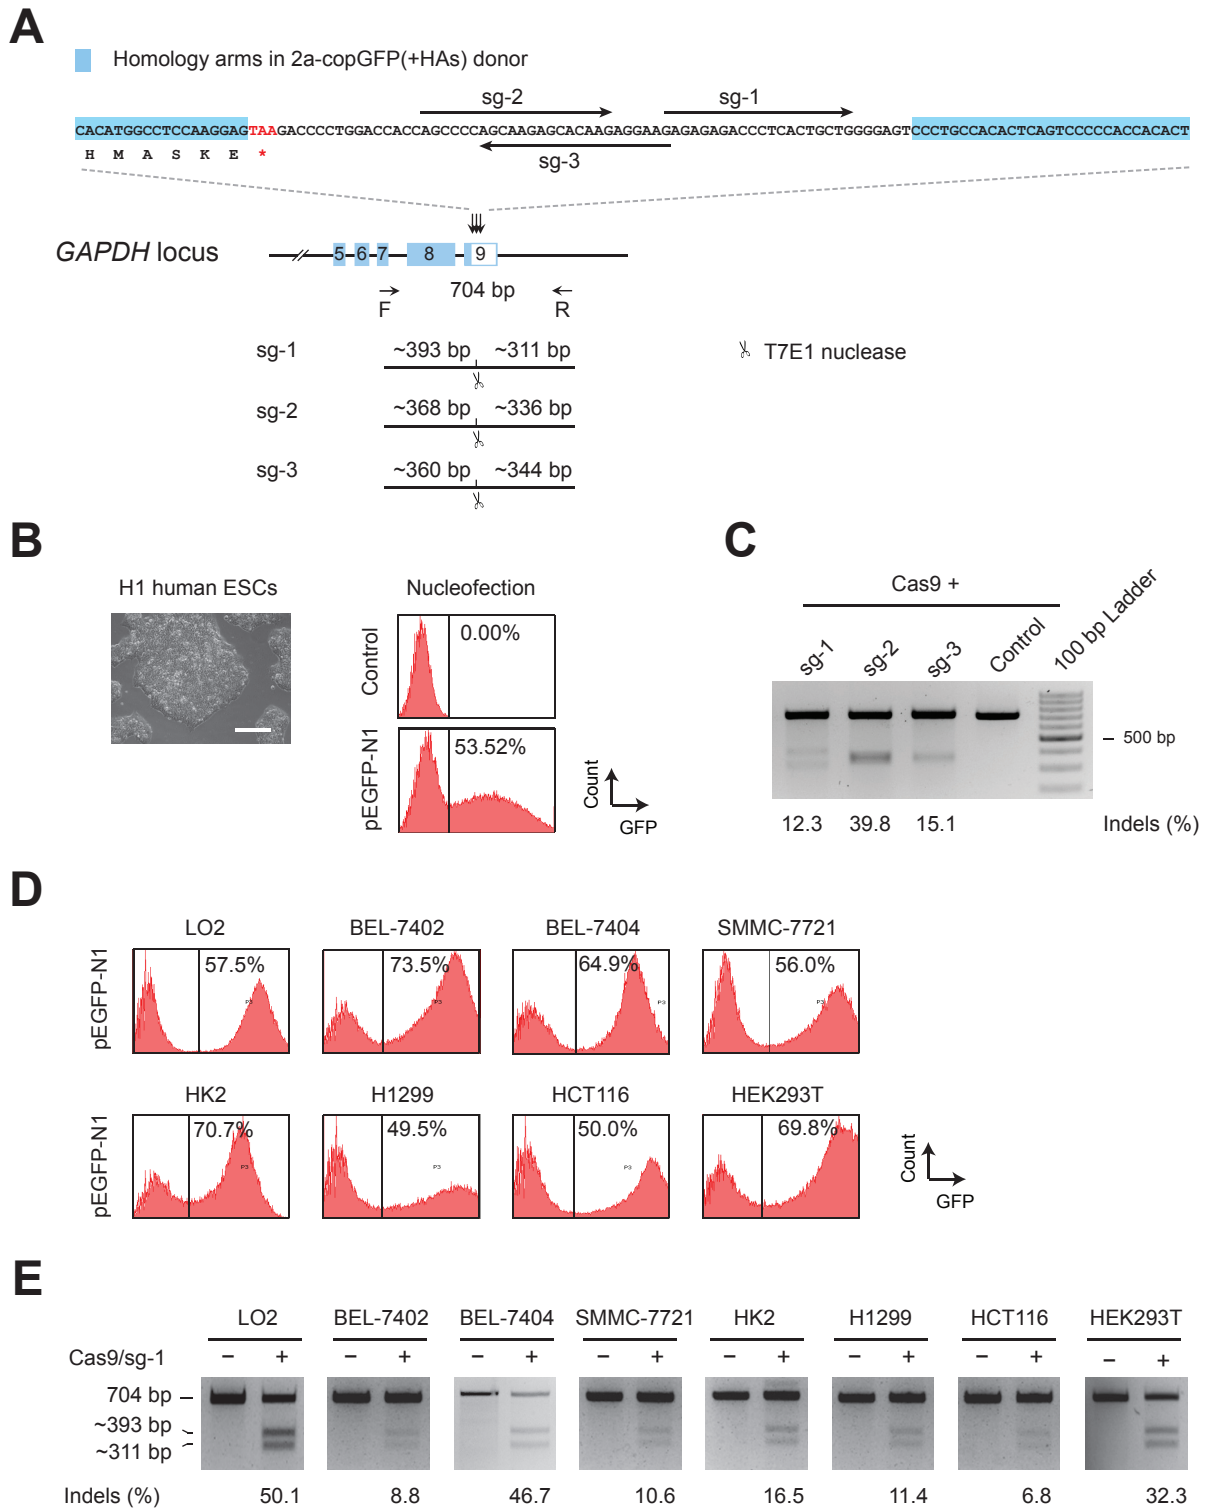 A
Homology arms in 2a-copGFP(+HAs) donor
sg-2 sg-1
CACATGGCCTCCAAGGAGTAAGACCCCTGGACCACCAGCCCCAGCAAGAGCACAAGAGGAAGAGAGAGACCCTCACTGCTGGGGAGTCCCTGCCACACTCAGTCCCCCACCACACT
H M A S K E *
sg-3
GAPDH locus
5 6 7 8 9
704 bp
F R
sg-1 ~393 bp ~311 bp
T7E1 nuclease
sg-2 ~368 bp ~336 bp
sg-3 ~360 bp ~344 bp
B
H1 human ESCs
Nucleofection
Control 0.00%
pEGFP-N1 53.52%
Count
GFP
C
Cas9 +
sg-1 sg-2 sg-3 Control 100 bp Ladder
500 bp
12.3 39.8 15.1 Indels (%)
D
LO2 BEL-7402 BEL-7404 SMMC-7721
pEGFP-N1 57.5% 73.5% 64.9% 56.0%
P3 P3 P3 P3
HK2 H1299 HCT116 HEK293T
pEGFP-N1 70.7% 49.5% 50.0% 69.8%
P3 P3 P3
Count
GFP
E
LO2 BEL-7402 BEL-7404 SMMC-7721 HK2 H1299 HCT116 HEK293T
Cas9/sg-1 – + – + – + – + – + – + – + – +
704 bp
~393 bp
~311 bp
Indels (%) 50.1 8.8 46.7 10.6 16.5 11.4 6.8 32.3